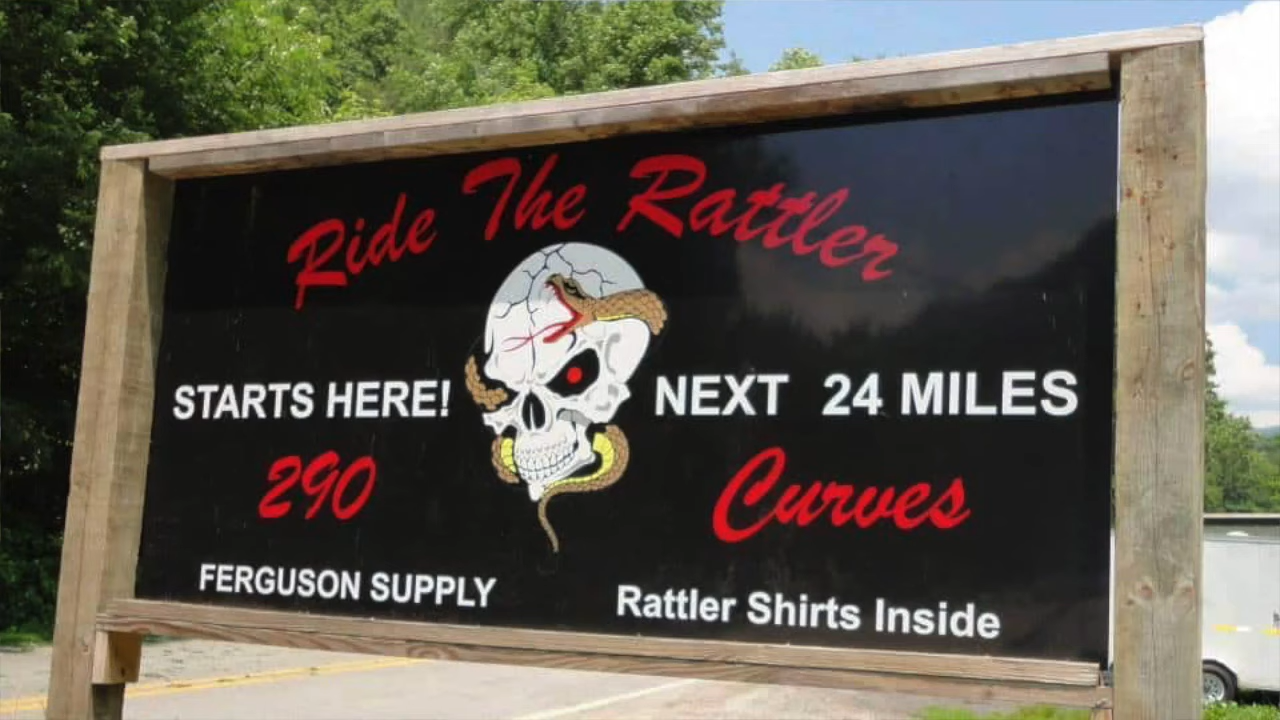 Ride The Rattler
STARTS HERE! NEXT 24 MILES
290 Curves
FERGUSON SUPPLY Rattler Shirts Inside